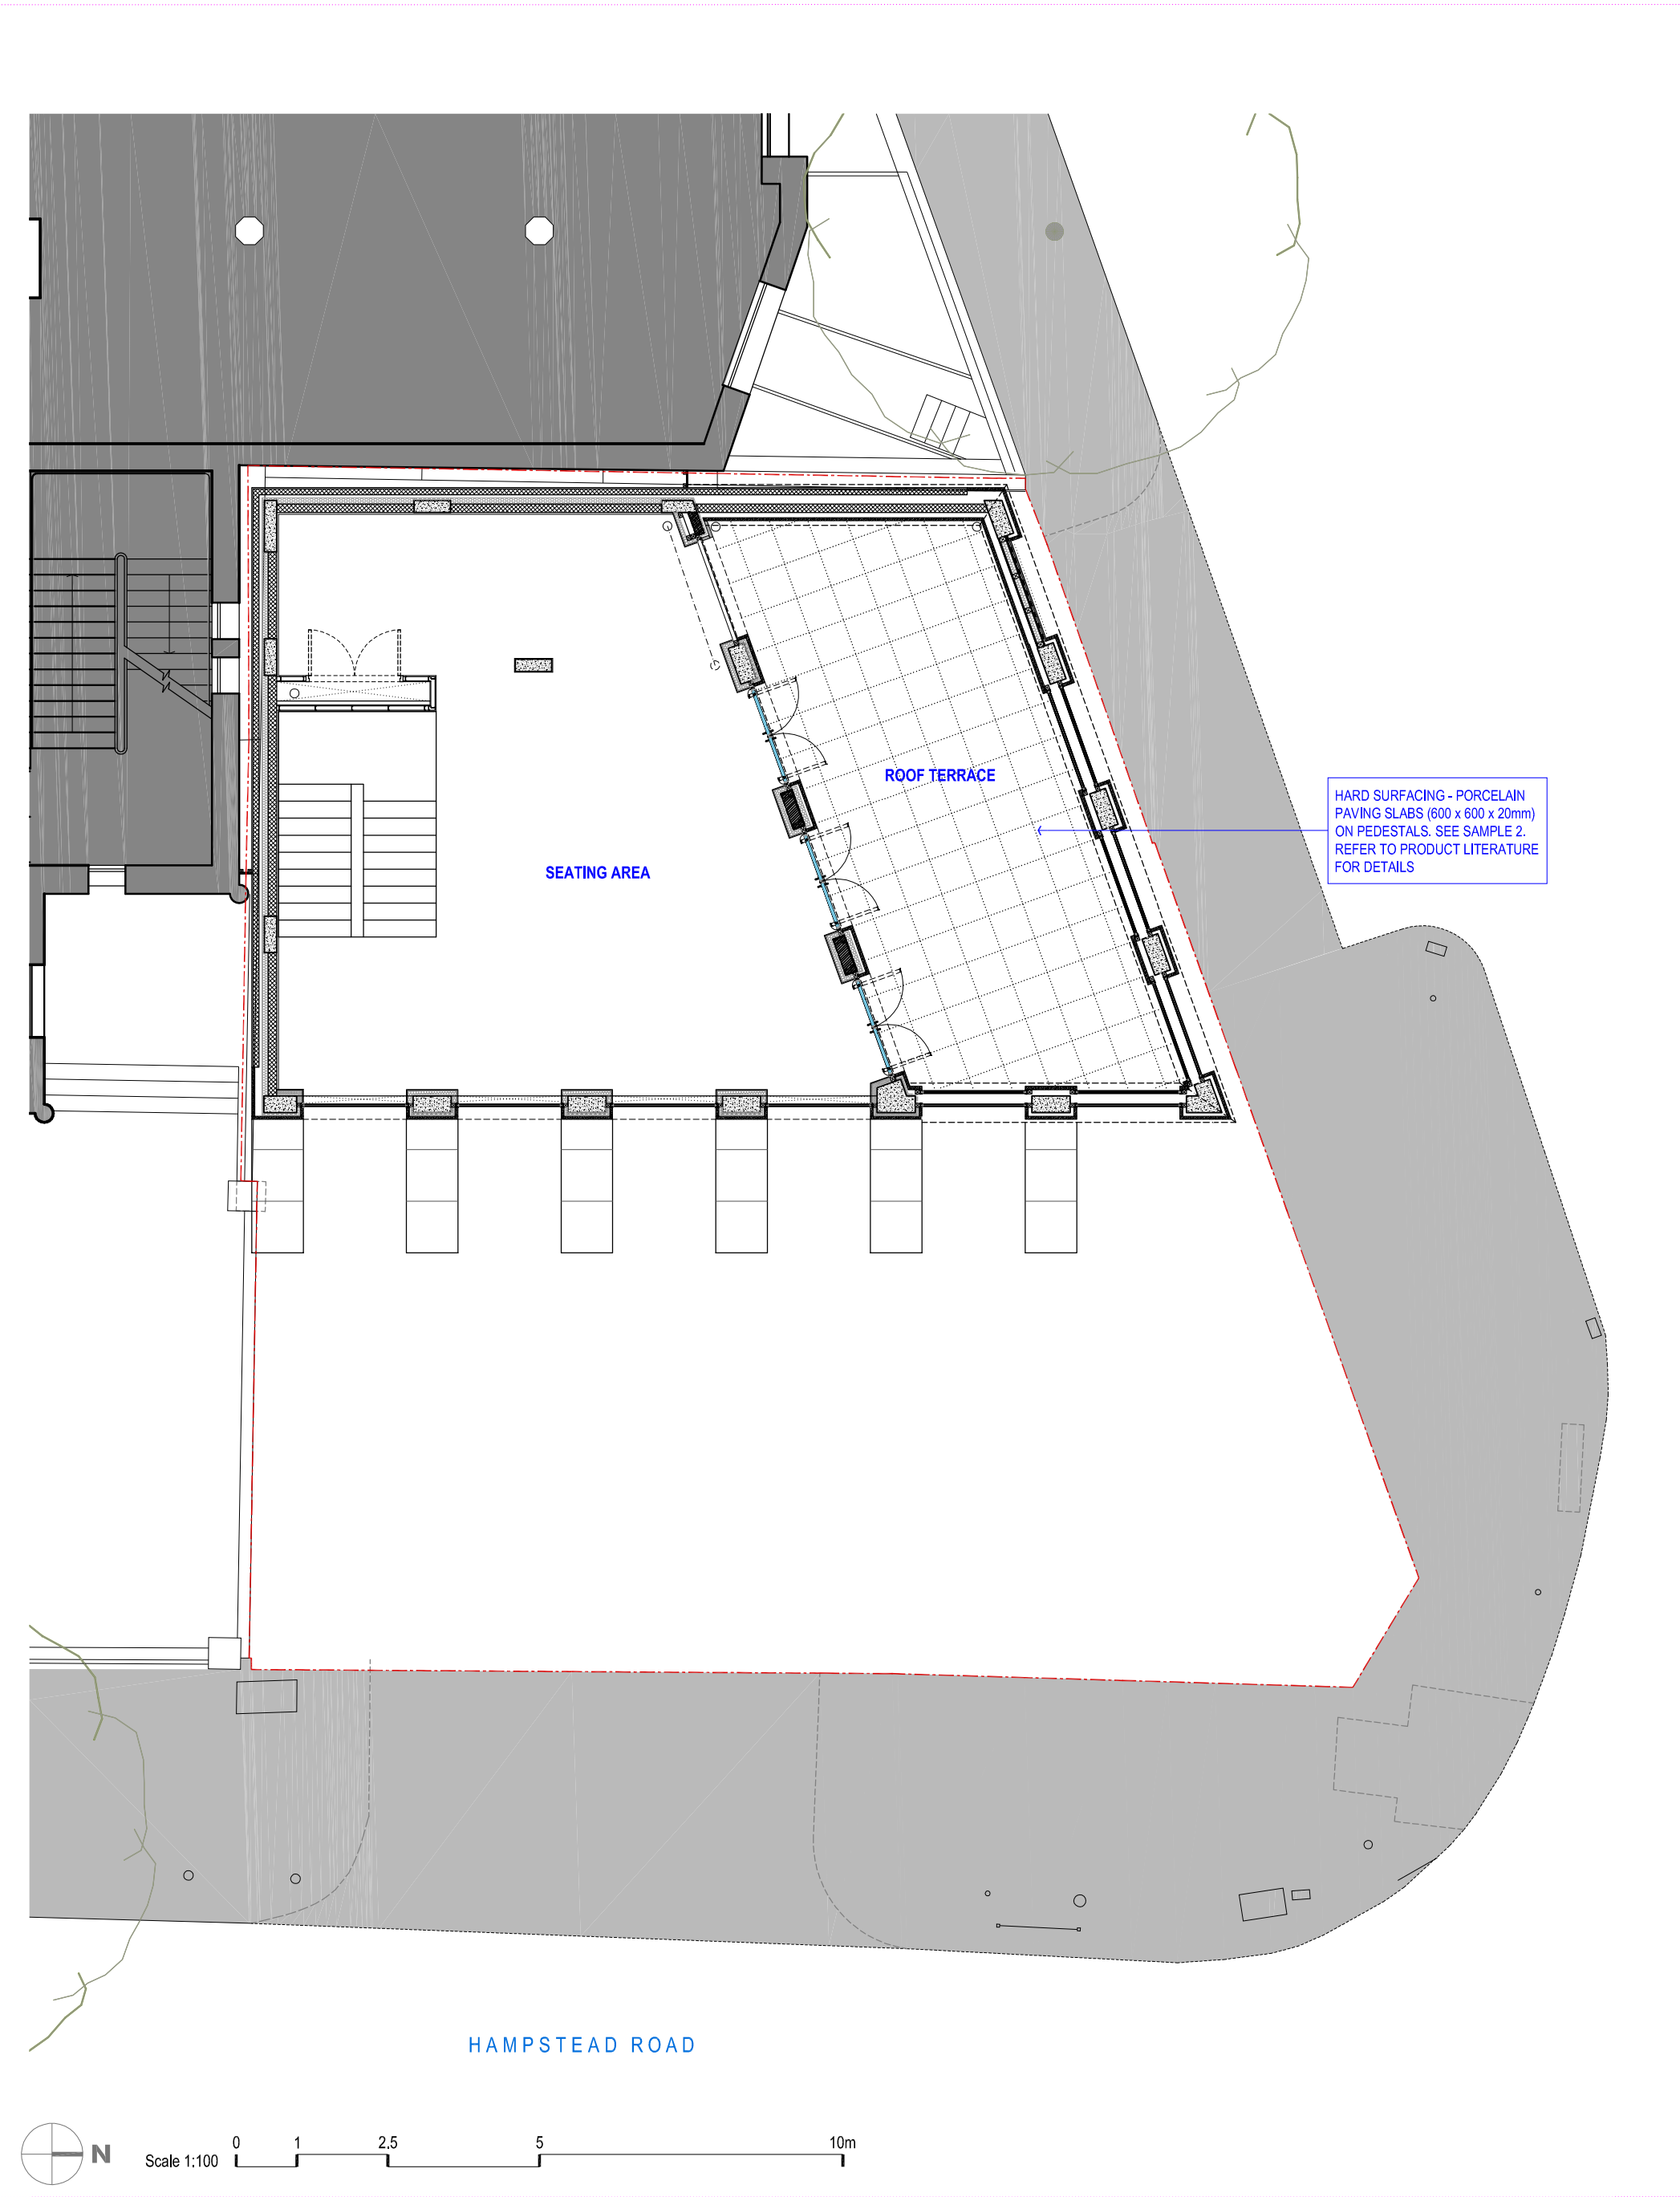 ROOF TERRACE
HARD SURFACING - PORCELAIN
PAVING SLABS (600 x 600 x 20mm)
ON PEDESTALS. SEE SAMPLE 2.
REFER TO PRODUCT LITERATURE
FOR DETAILS
SEATING AREA
HAMPSTEAD ROAD
N
Scale 1:100
0 1 2.5 5 10m